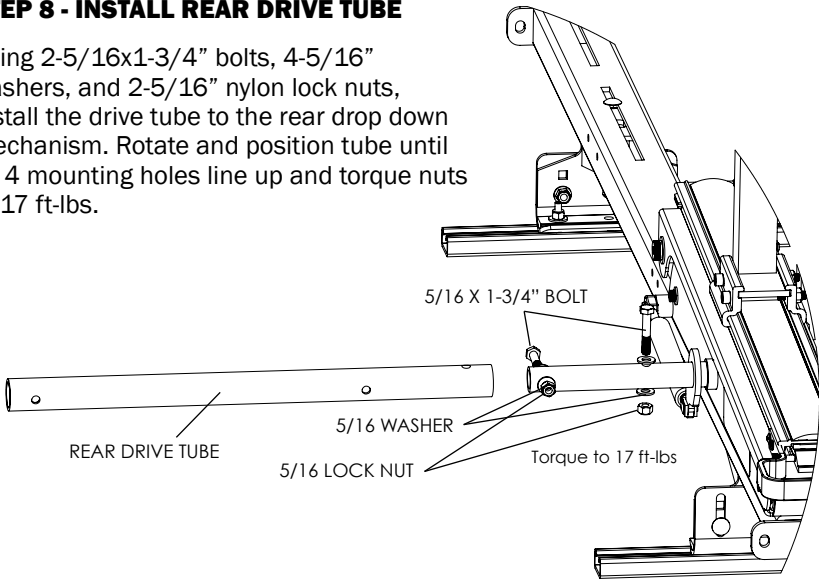 EP 8 - INSTALL REAR DRIVE TUBE
ing 2-5/16x1-3/4” bolts, 4-5/16”
ashers, and 2-5/16” nylon lock nuts,
stall the drive tube to the rear drop down
echanism. Rotate and position tube until
4 mounting holes line up and torque nuts
17 ft-lbs.
5/16 X 1-3/4” BOLT
5/16 WASHER
REAR DRIVE TUBE
5/16 LOCK NUT
Torque to 17 ft-lbs